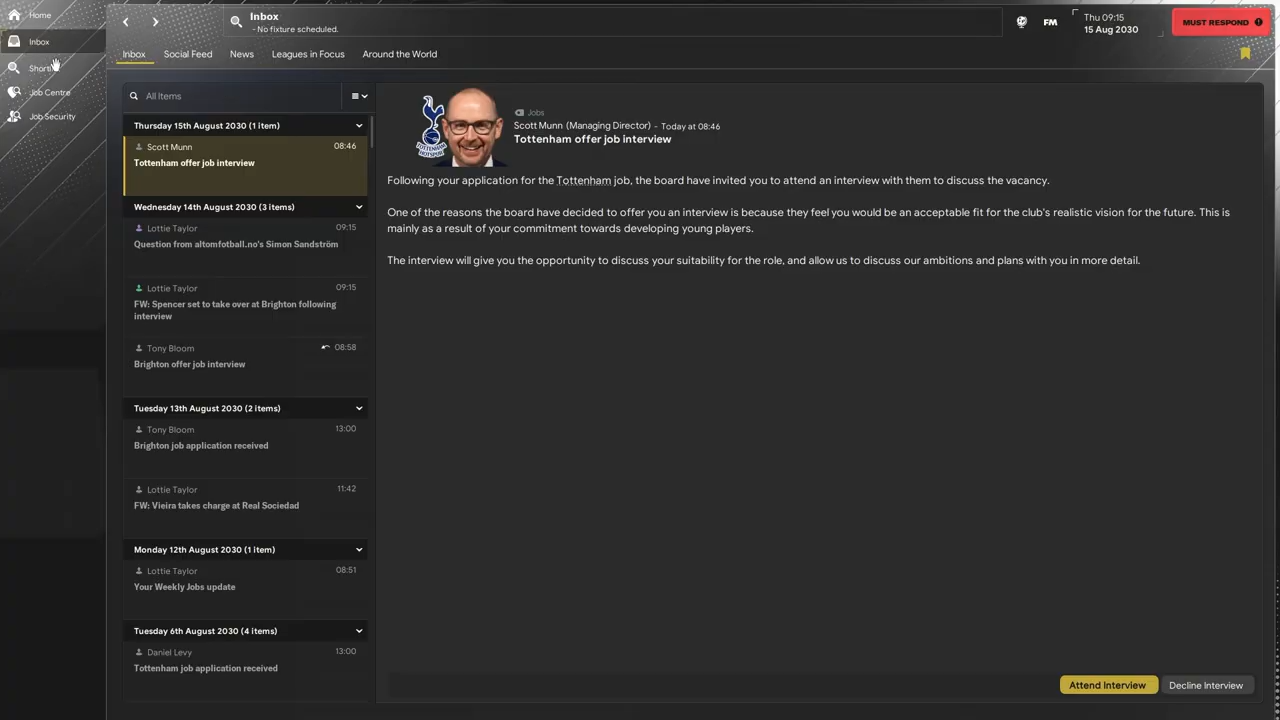 Home
Inbox
Job Centre
Job Security
Inbox
- No fixture scheduled.
FM
Thu 09:15
15 Aug 2030
MUST RESPOND
Inbox
Social Feed
News
Leagues in Focus
Around the World
All Items
Thursday 15th August 2030 (1 item)
Scott Munn
08:46
Tottenham offer job interview
Wednesday 14th August 2030 (3 items)
Lottie Taylor
09:15
Question from altomfotball.no's Simon Sandström
Lottie Taylor
09:15
FW: Spencer set to take over at Brighton following
interview
Tony Bloom
08:58
Brighton offer job interview
Tuesday 13th August 2030 (2 items)
Tony Bloom
13:00
Brighton job application received
Lottie Taylor
11:42
FW: Vieira takes charge at Real Sociedad
Monday 12th August 2030 (1 item)
Lottie Taylor
08:51
Your Weekly Jobs update
Tuesday 6th August 2030 (4 items)
Daniel Levy
13:00
Tottenham job application received
TOTTENHAM
HOTSPUR
Jobs
Scott Munn (Managing Director) - Today at 08:46
Tottenham offer job interview
Following your application for the Tottenham job, the board have invited you to attend an interview with them to discuss the vacancy.
One of the reasons the board have decided to offer you an interview is because they feel you would be an acceptable fit for the club's realistic vision for the future. This is
mainly as a result of your commitment towards developing young players.
The interview will give you the opportunity to discuss your suitability for the role, and allow us to discuss our ambitions and plans with you in more detail.
Attend Interview
Decline Interview